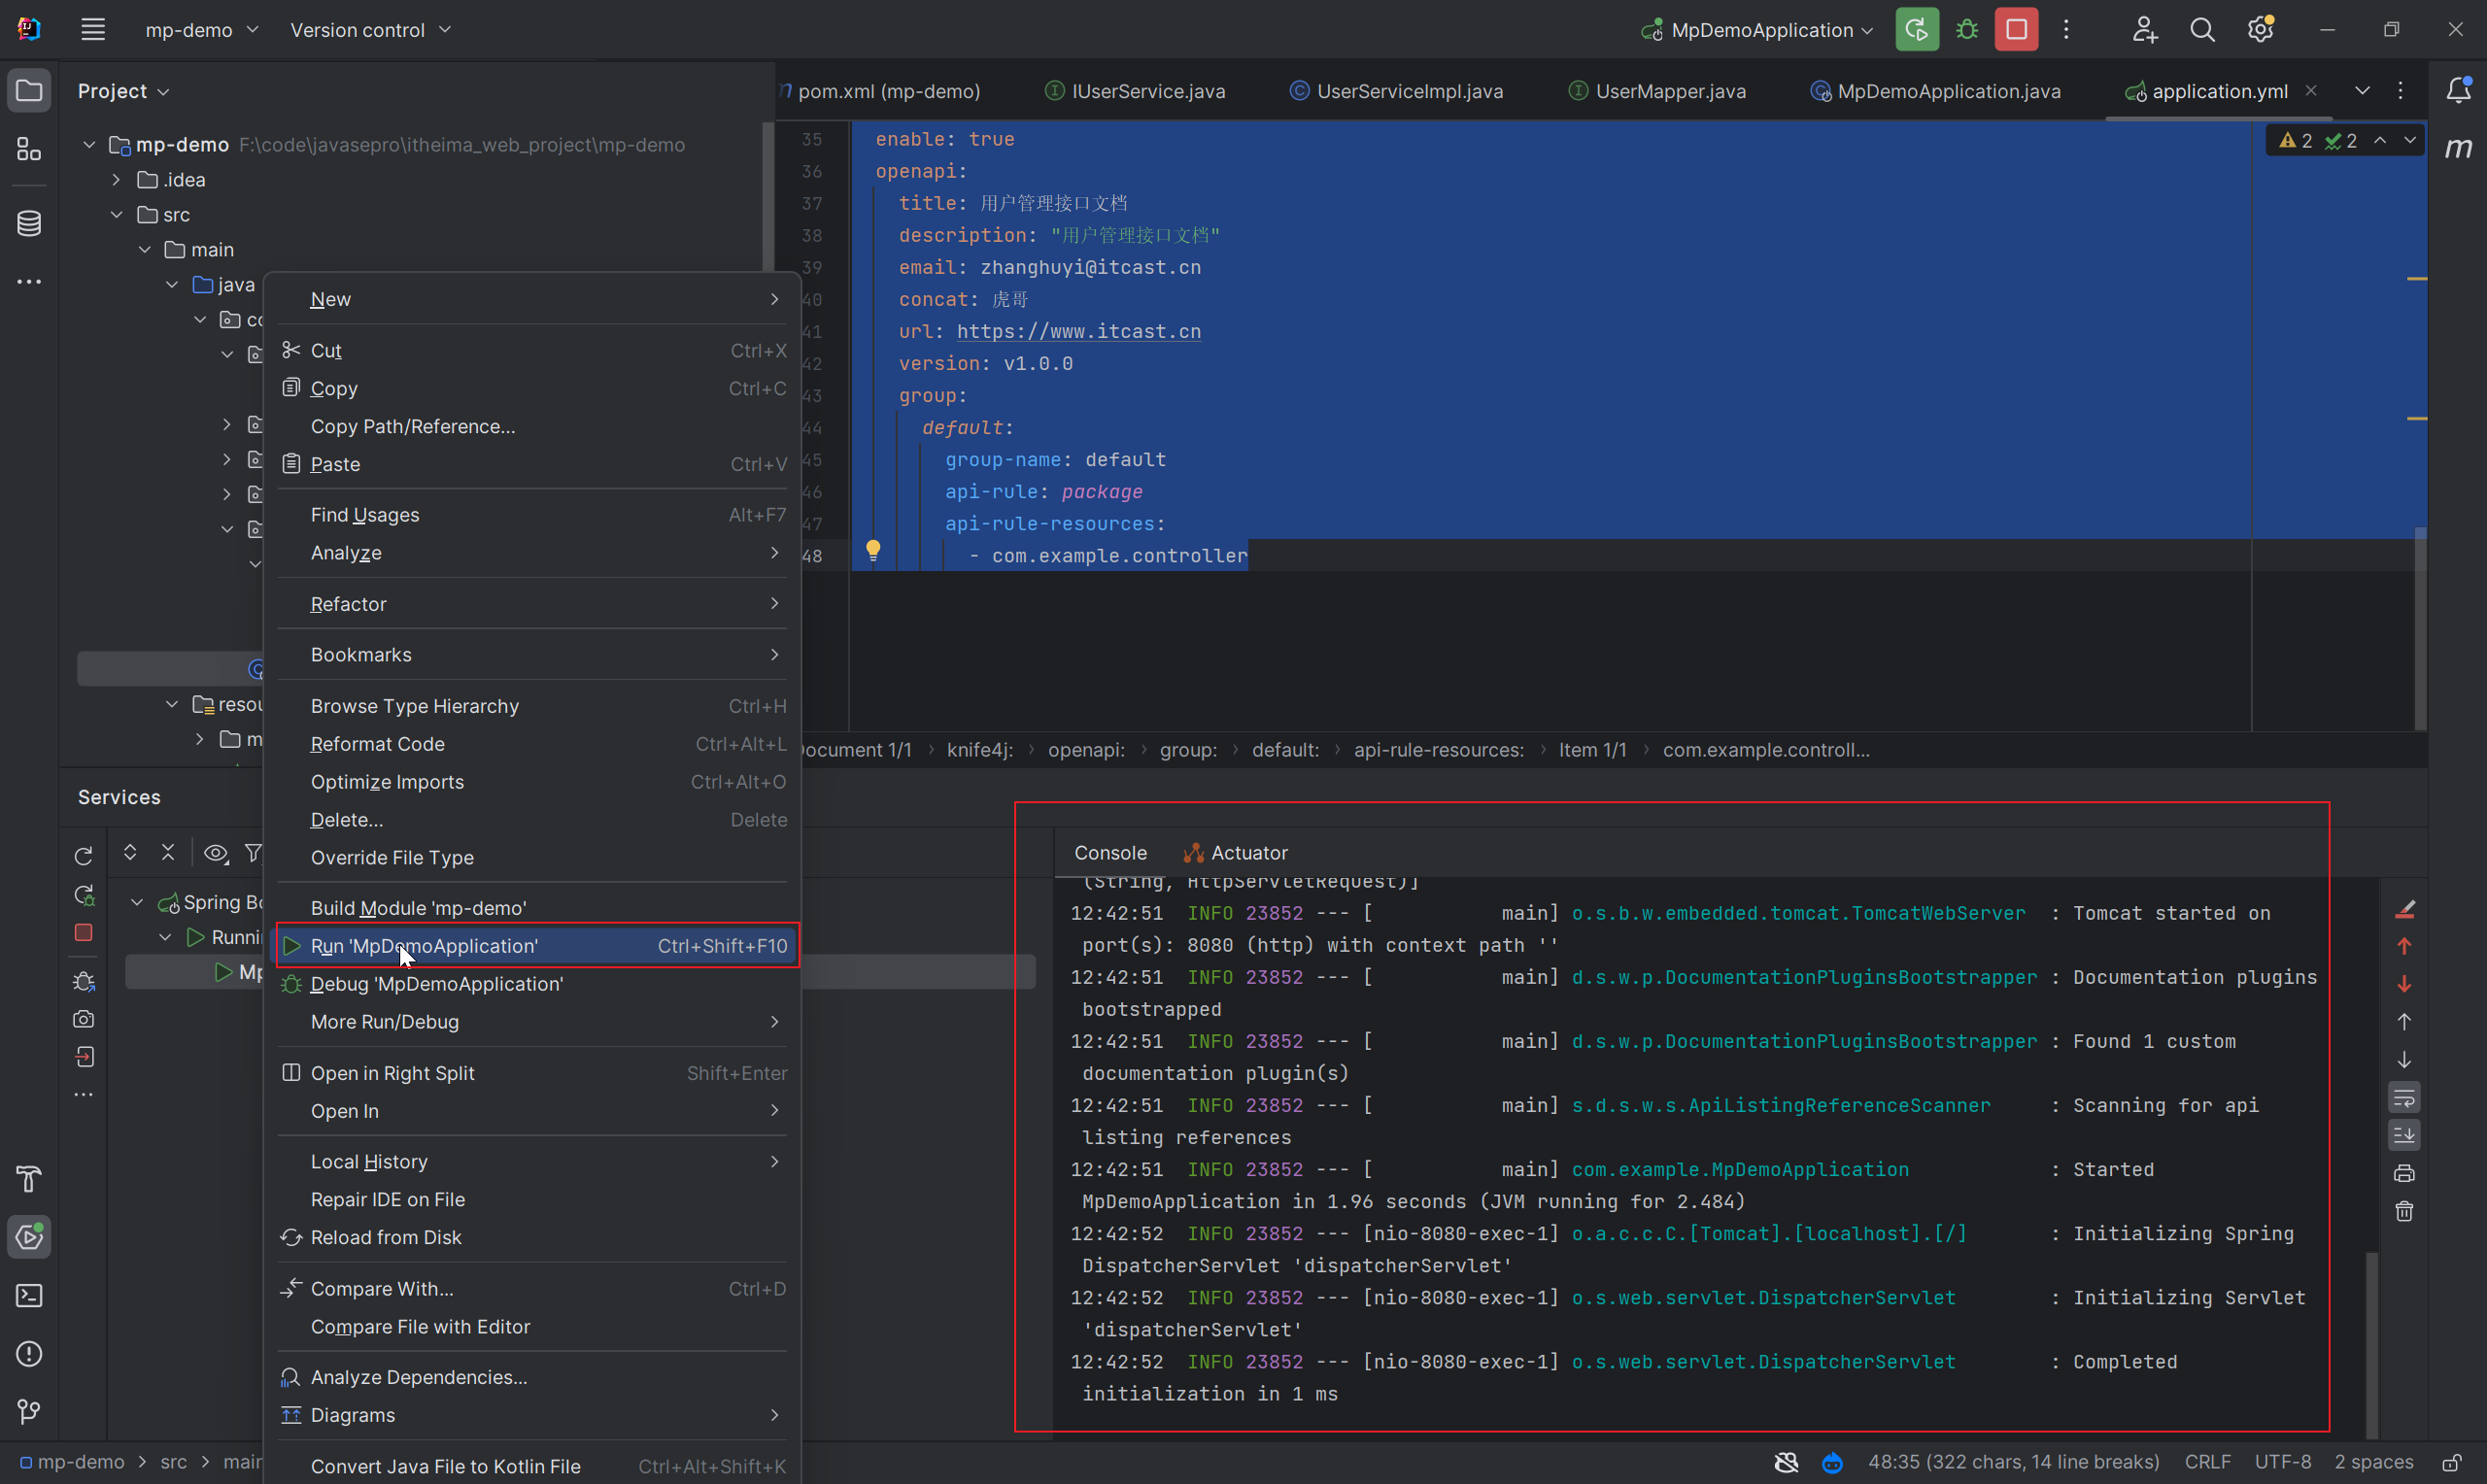 mp-demo
Version control
MpDemoApplication
Project
pom.xml (mp-demo)
IUserService.java
UserServiceImpl.java
UserMapper.java
MpDemoApplication.java
application.yml
mp-demo F:\code\javasepro\itheima_web_project\mp-demo
.idea
src
main
java
2 2
35 enable: true
36 openapi:
37 title: 用户管理接口文档
38 description: "用户管理接口文档"
39 email: zhanghuyi@itcast.cn
40 concat: 虎哥
41 url: https://www.itcast.cn
42 version: v1.0.0
43 group:
44 default:
45 group-name: default
46 api-rule: package
47 api-rule-resources:
48 - com.example.controller
New
Cut Ctrl+X
Copy Ctrl+C
Copy Path/Reference...
Paste Ctrl+V
Find Usages Alt+F7
Analyze
Refactor
Bookmarks
Browse Type Hierarchy Ctrl+H
Reformat Code Ctrl+Alt+L
Optimize Imports Ctrl+Alt+O
Delete... Delete
Override File Type
Build Module 'mp-demo'
Run 'MpDemoApplication' Ctrl+Shift+F10
Debug 'MpDemoApplication'
More Run/Debug
Open in Right Split Shift+Enter
Open In
Local History
Repair IDE on File
Reload from Disk
Compare With... Ctrl+D
Compare File with Editor
Analyze Dependencies...
Diagrams
Convert Java File to Kotlin File Ctrl+Alt+Shift+K
ocument 1/1 › knife4j: › openapi: › group: › default: › api-rule-resources: › Item 1/1 › com.example.controll...
Services
Console
Actuator
(String, HttpServletRequest)]
12:42:51 INFO 23852 --- [ main] o.s.b.w.embedded.tomcat.TomcatWebServer : Tomcat started on
port(s): 8080 (http) with context path ''
12:42:51 INFO 23852 --- [ main] d.s.w.p.DocumentationPluginsBootstrapper : Documentation plugins
bootstrapped
12:42:51 INFO 23852 --- [ main] d.s.w.p.DocumentationPluginsBootstrapper : Found 1 custom
documentation plugin(s)
12:42:51 INFO 23852 --- [ main] s.d.s.w.s.ApiListingReferenceScanner : Scanning for api
listing references
12:42:51 INFO 23852 --- [ main] com.example.MpDemoApplication : Started
MpDemoApplication in 1.96 seconds (JVM running for 2.484)
12:42:52 INFO 23852 --- [nio-8080-exec-1] o.a.c.c.C.[Tomcat].[localhost].[/] : Initializing Spring
DispatcherServlet 'dispatcherServlet'
12:42:52 INFO 23852 --- [nio-8080-exec-1] o.s.web.servlet.DispatcherServlet : Initializing Servlet
'dispatcherServlet'
12:42:52 INFO 23852 --- [nio-8080-exec-1] o.s.web.servlet.DispatcherServlet : Completed
initialization in 1 ms
mp-demo › src ›
48:35 (322 chars, 14 line breaks) CRLF UTF-8 2 spaces